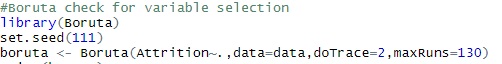 #Boruta check for variable selection
library(Boruta)
set.seed(111)
boruta <- Boruta(Attrition~.,data=data,doTrace=2,maxRuns=130)